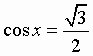 cos x = √3/2